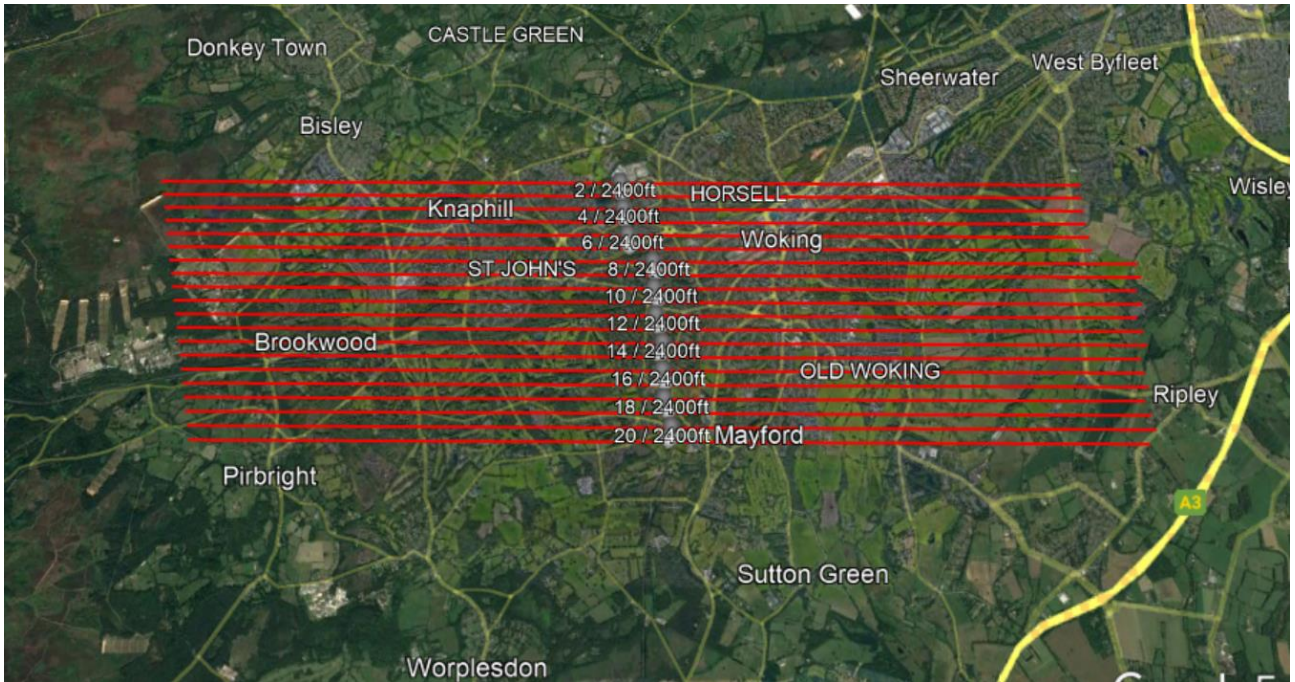 CASTLE GREEN
Donkey Town
West Byfleet
Sheerwater
Bisley
2 / 2400ft
HORSELL
Wisley
Knaphill
4 / 2400ft
6 / 2400ft
Woking
ST JOHN'S
8 / 2400ft
10 / 2400ft
12 / 2400ft
Brookwood
14 / 2400ft
OLD WOKING
16 / 2400ft
Ripley
18 / 2400ft
20 / 2400ft
Mayford
Pirbright
A3
Sutton Green
Worplesdon